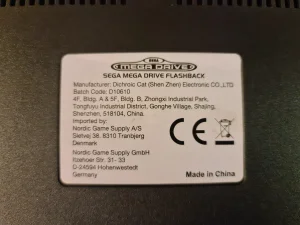 SEGA
MEGA DRIVE
SEGA MEGA DRIVE FLASHBACK
Manufacturer: Dichroic Cat (Shen Zhen) Electronic CO.,LTD
Batch Code: D10610
4F, Bldg. A & 5F, Bldg. B, Zhongxi Industrial Park,
Tongfuyu Industrial District, Gonghe Village, Shajing,
Shenzhen, 518104, China.
Imported by:
Nordic Game Supply A/S
Sletvej 38, 8310 Tranbjerg
Denmark
Nordic Game Supply GmbH
Itzehoer Str. 31- 33
D-24594 Hohenwestedt
Germany
CE
Made in China